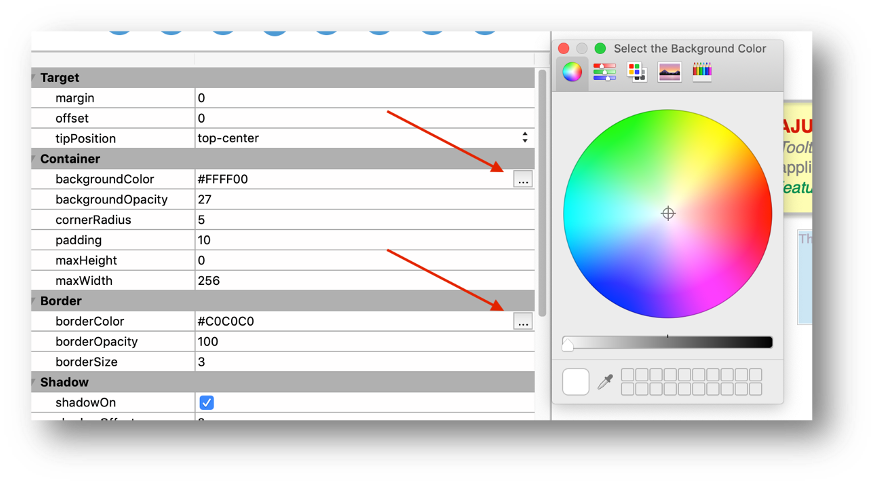 Select the Background Color
Target
margin 0
offset 0
tipPosition top-center
Container
backgroundColor #FFFF00 ...
backgroundOpacity 27
cornerRadius 5
padding 10
maxHeight 0
maxWidth 256
Border
borderColor #C0C0C0 ...
borderOpacity 100
borderSize 3
Shadow
shadowOn
AJU
Toolt
appli
eatu
Th